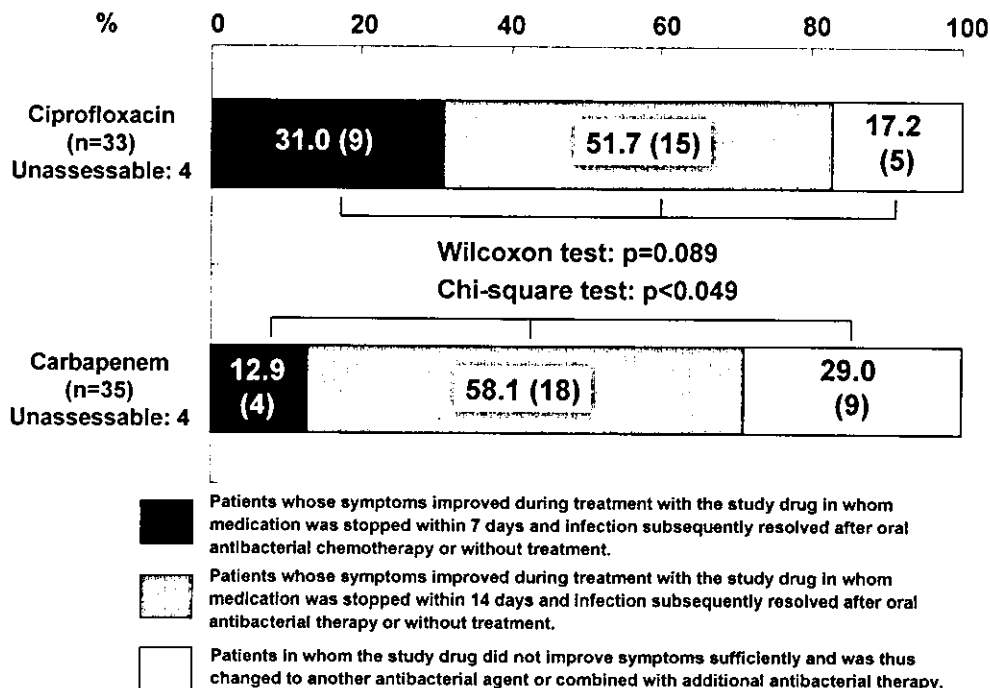 % 0 20 40 60 80 100
Ciprofloxacin
(n=33)
Unassessable: 4
31.0 (9) 51.7 (15) 17.2
(5)
Wilcoxon test: p=0.089
Chi-square test: p<0.049
Carbapenem
(n=35)
Unassessable: 4
12.9
(4)
58.1 (18)
29.0
(9)
Patients whose symptoms improved during treatment with the study drug in whom
medication was stopped within 7 days and infection subsequently resolved after oral
antibacterial chemotherapy or without treatment.
Patients whose symptoms improved during treatment with the study drug in whom
medication was stopped within 14 days and infection subsequently resolved after oral
antibacterial therapy or without treatment.
Patients in whom the study drug did not improve symptoms sufficiently and was thus
changed to another antibacterial agent or combined with additional antibacterial therapy.